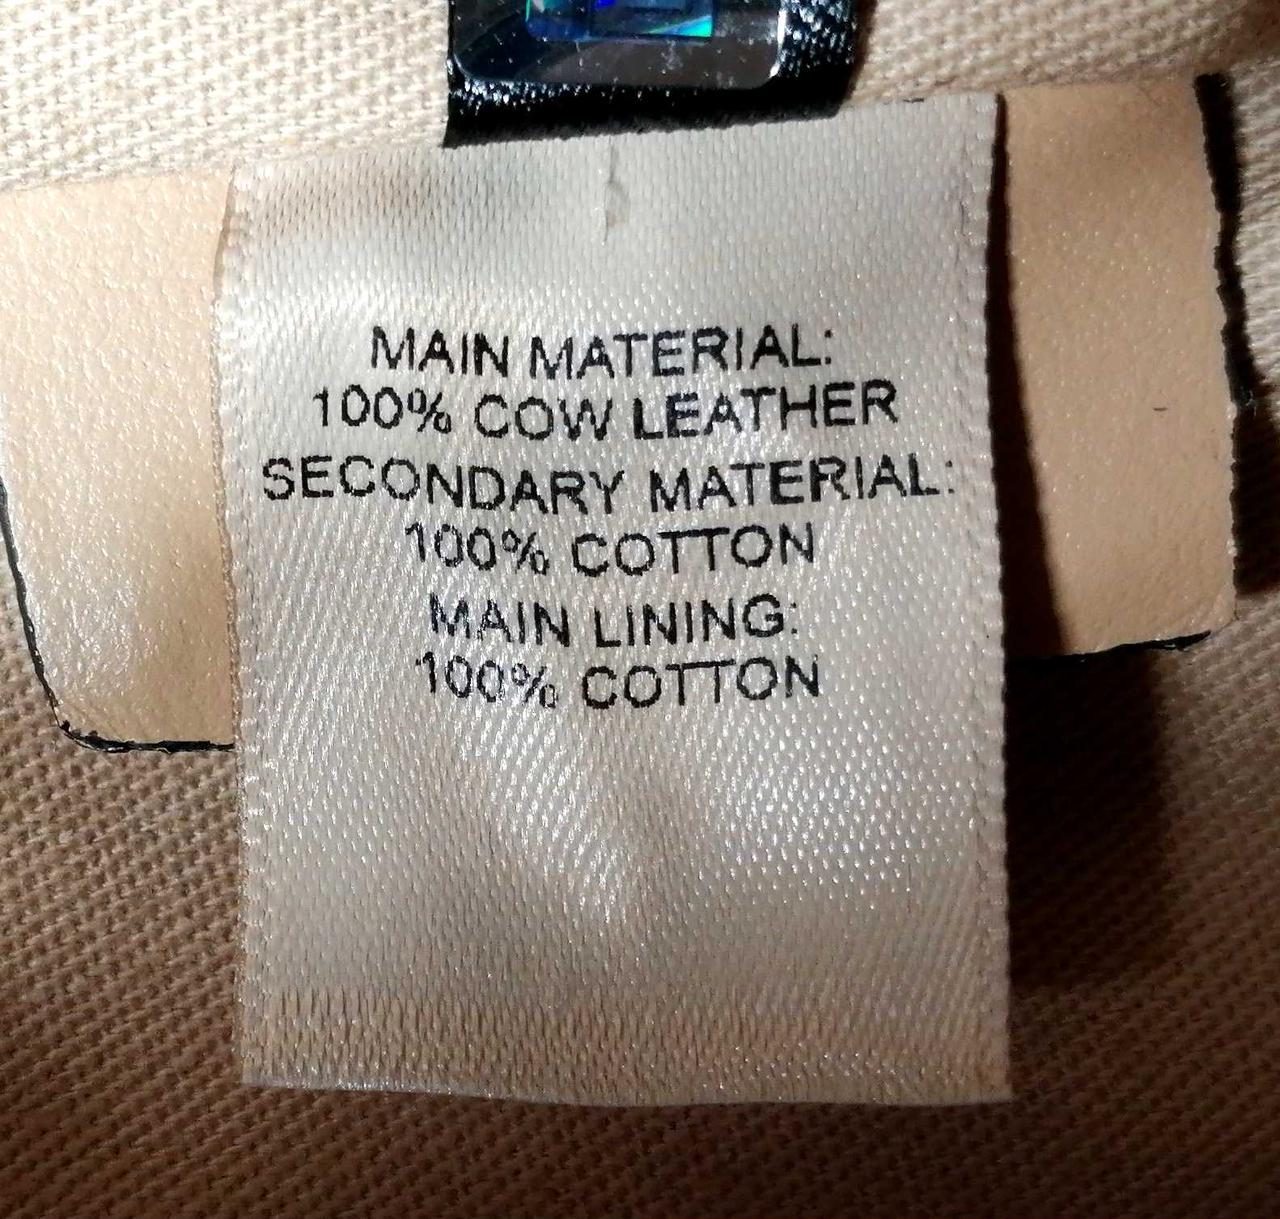 MAIN MATERIAL:
100% COW LEATHER
SECONDARY MATERIAL:
100% COTTON
MAIN LINING:
100% COTTON